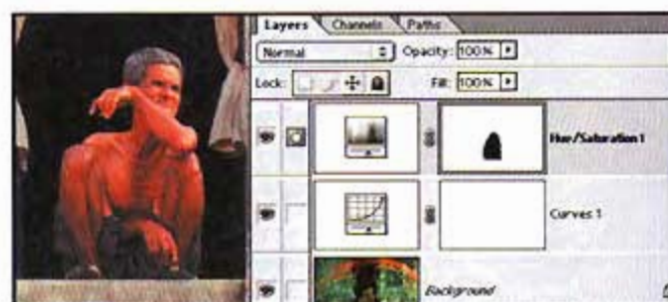 Layers Channels Paths
Normal Opacity: 100% 
Lock: Fill: 100%
Hue/Saturation 1
Curves 1
Background